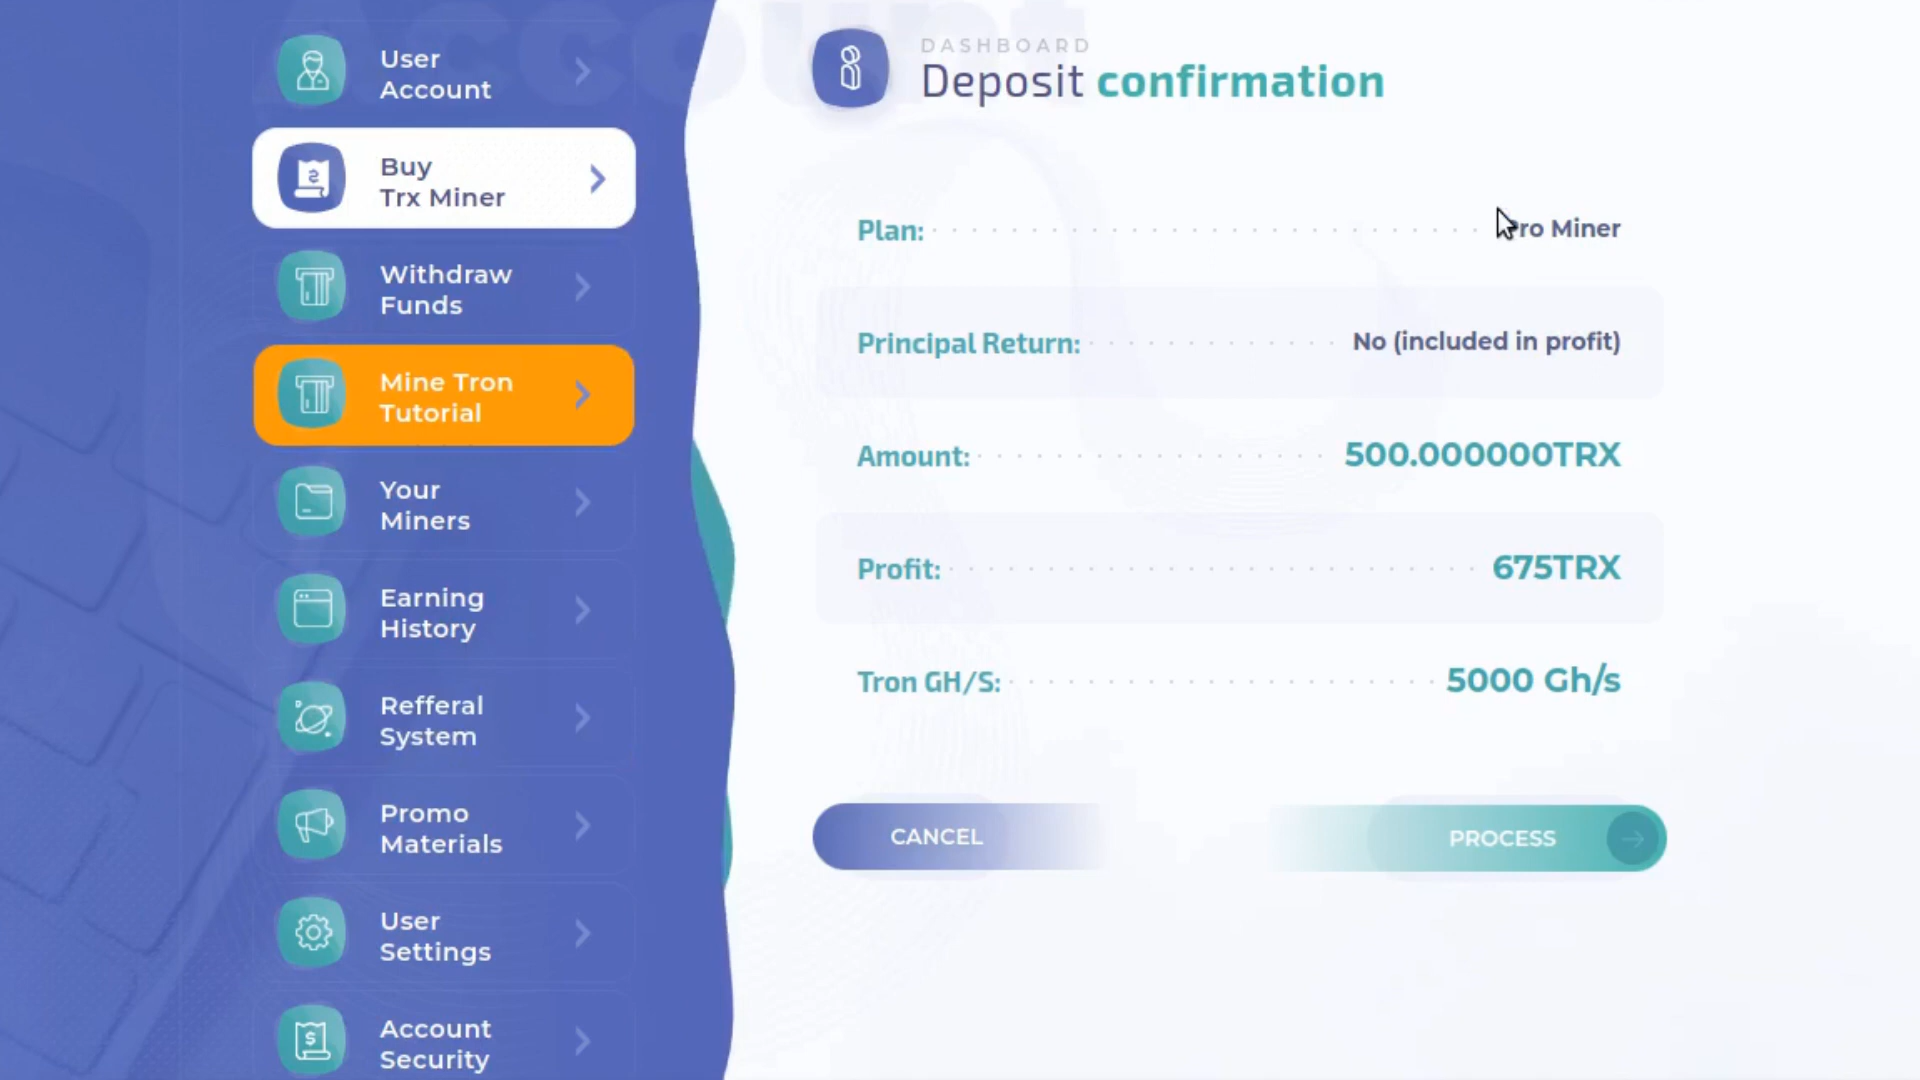 User
Account
Buy
Trx Miner
Withdraw
Funds
Mine Tron
Tutorial
Your
Miners
Earning
History
Refferal
System
Promo
Materials
User
Settings
Account
Security
Account
DASHBOARD
Deposit confirmation
Plan: Pro Miner
Principal Return: No (included in profit)
Amount: 500.000000TRX
Profit: 675TRX
Tron GH/S: 5000 Gh/s
CANCEL
PROCESS